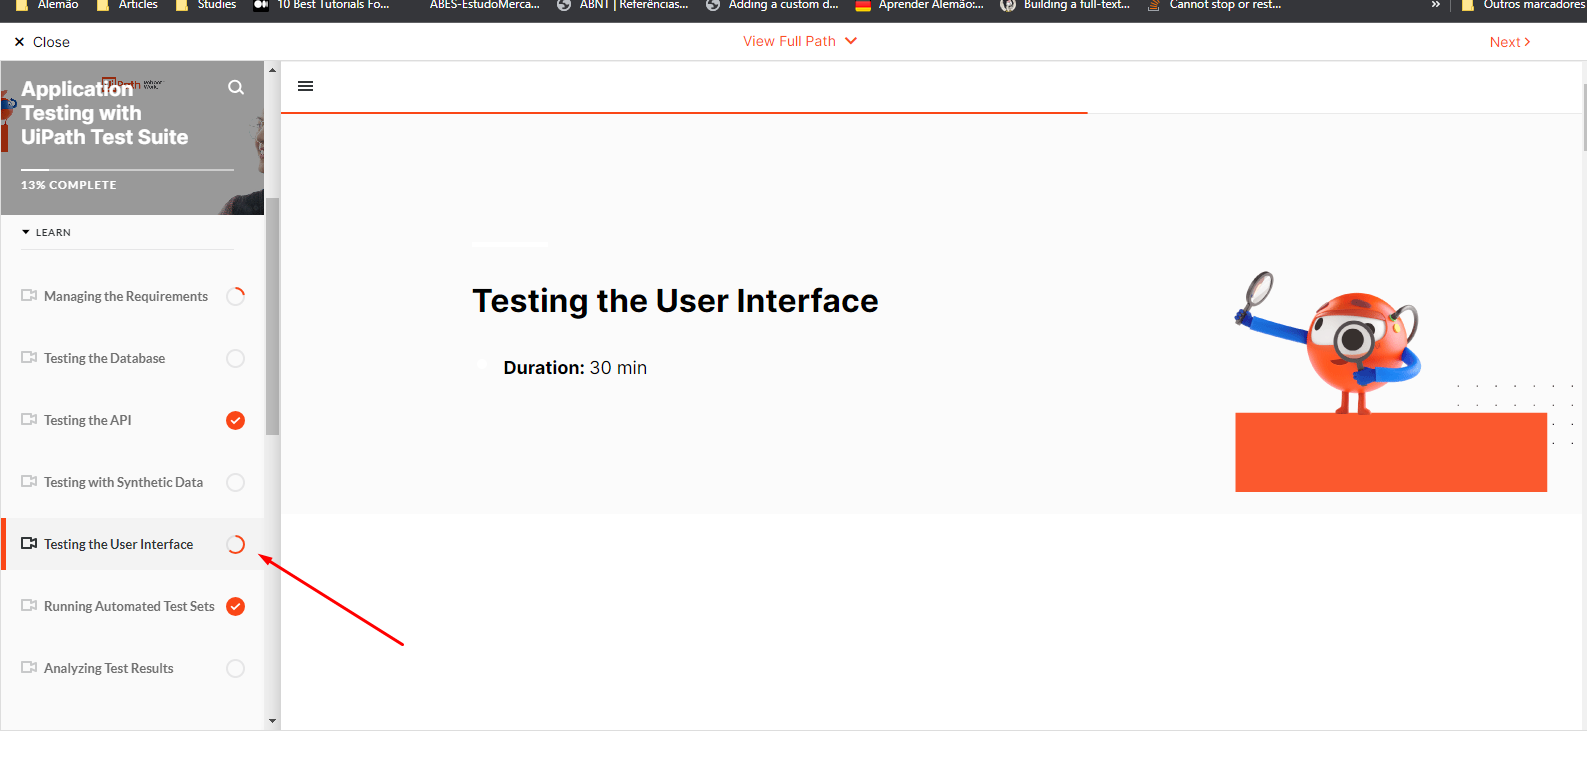 Alemão Articles Studies 10 Best Tutorials Fo... ABES-EstudoMerca... ABNT | Referências... Adding a custom d... Aprender Alemão:... Building a full-text... Cannot stop or rest... » Outros marcadores
× Close View Full Path Next >
Application
Testing with
UiPath Test Suite
13% COMPLETE
LEARN
Managing the Requirements
Testing the Database
Testing the API
Testing with Synthetic Data
Testing the User Interface
Running Automated Test Sets
Analyzing Test Results
Testing the User Interface
Duration: 30 min